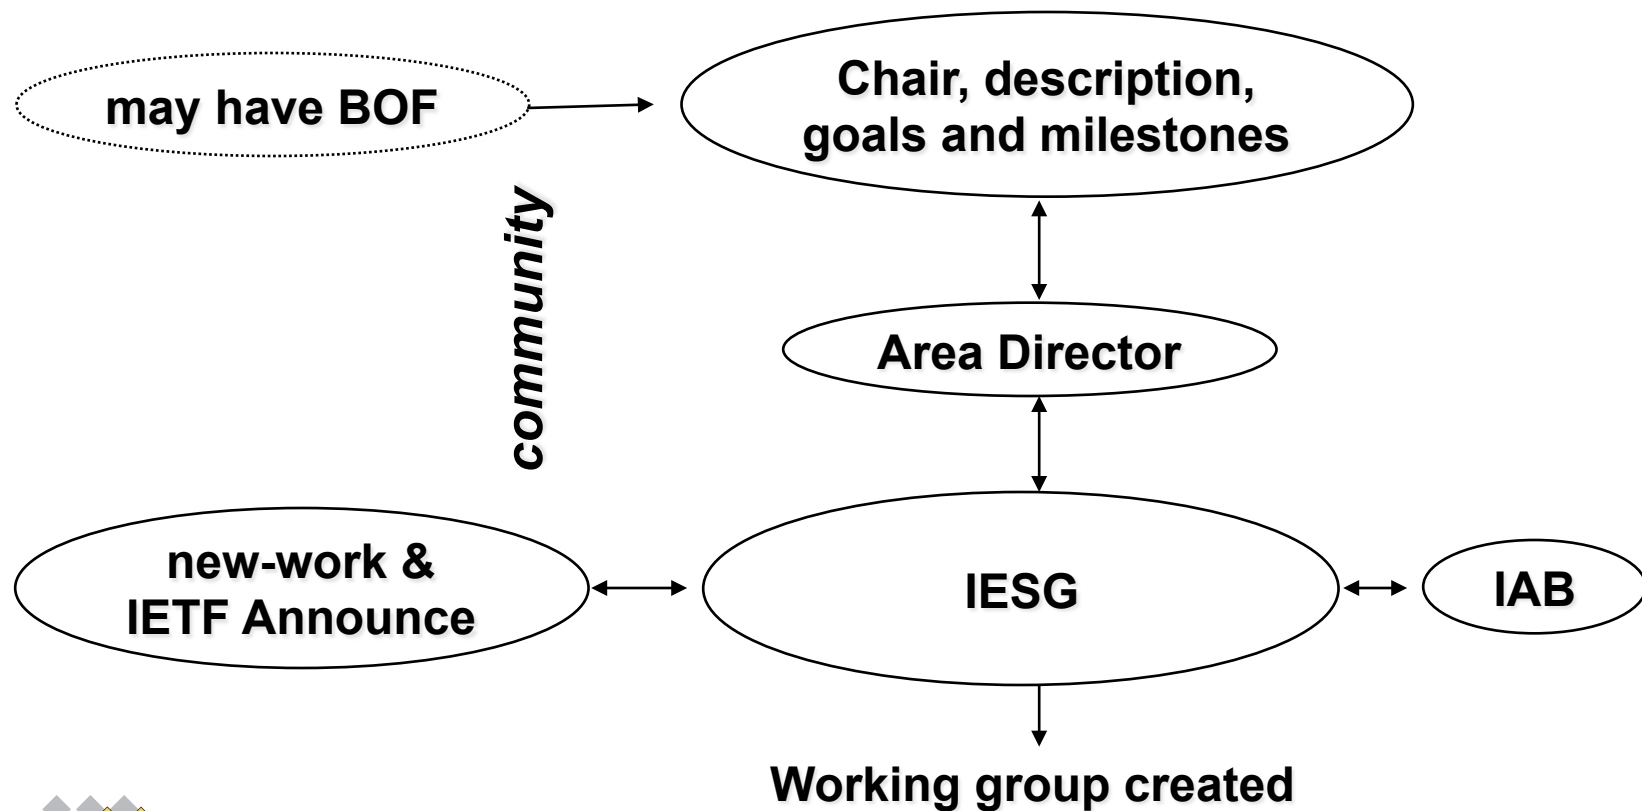 may have BOF
Chair, description,
goals and milestones
community
Area Director
new-work &
IETF Announce
IESG
IAB
Working group created